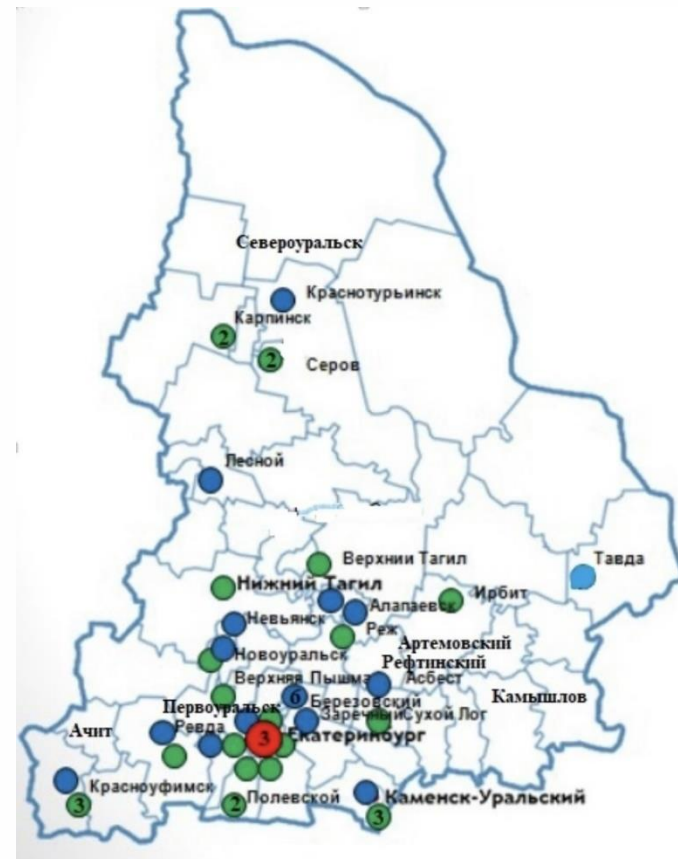 Североуральск
Краснотурьинск
Карпинск
2
2
Серов
Лесной
Верхнии Тагил
Тавда
Нижний Тагил
Ирбит
Алапаевск
Невьянск
Реж
Артемовский
Новоуральск
Рефтинский
Верхняя Пышма
Асбест
6
Березовский
Камышлов
Первоуральск
Заречный
Сухой Лог
Ачит
Ревда
3
Екатеринбург
Красноуфимск
3
2
Полевской
Каменск-Уральский
3